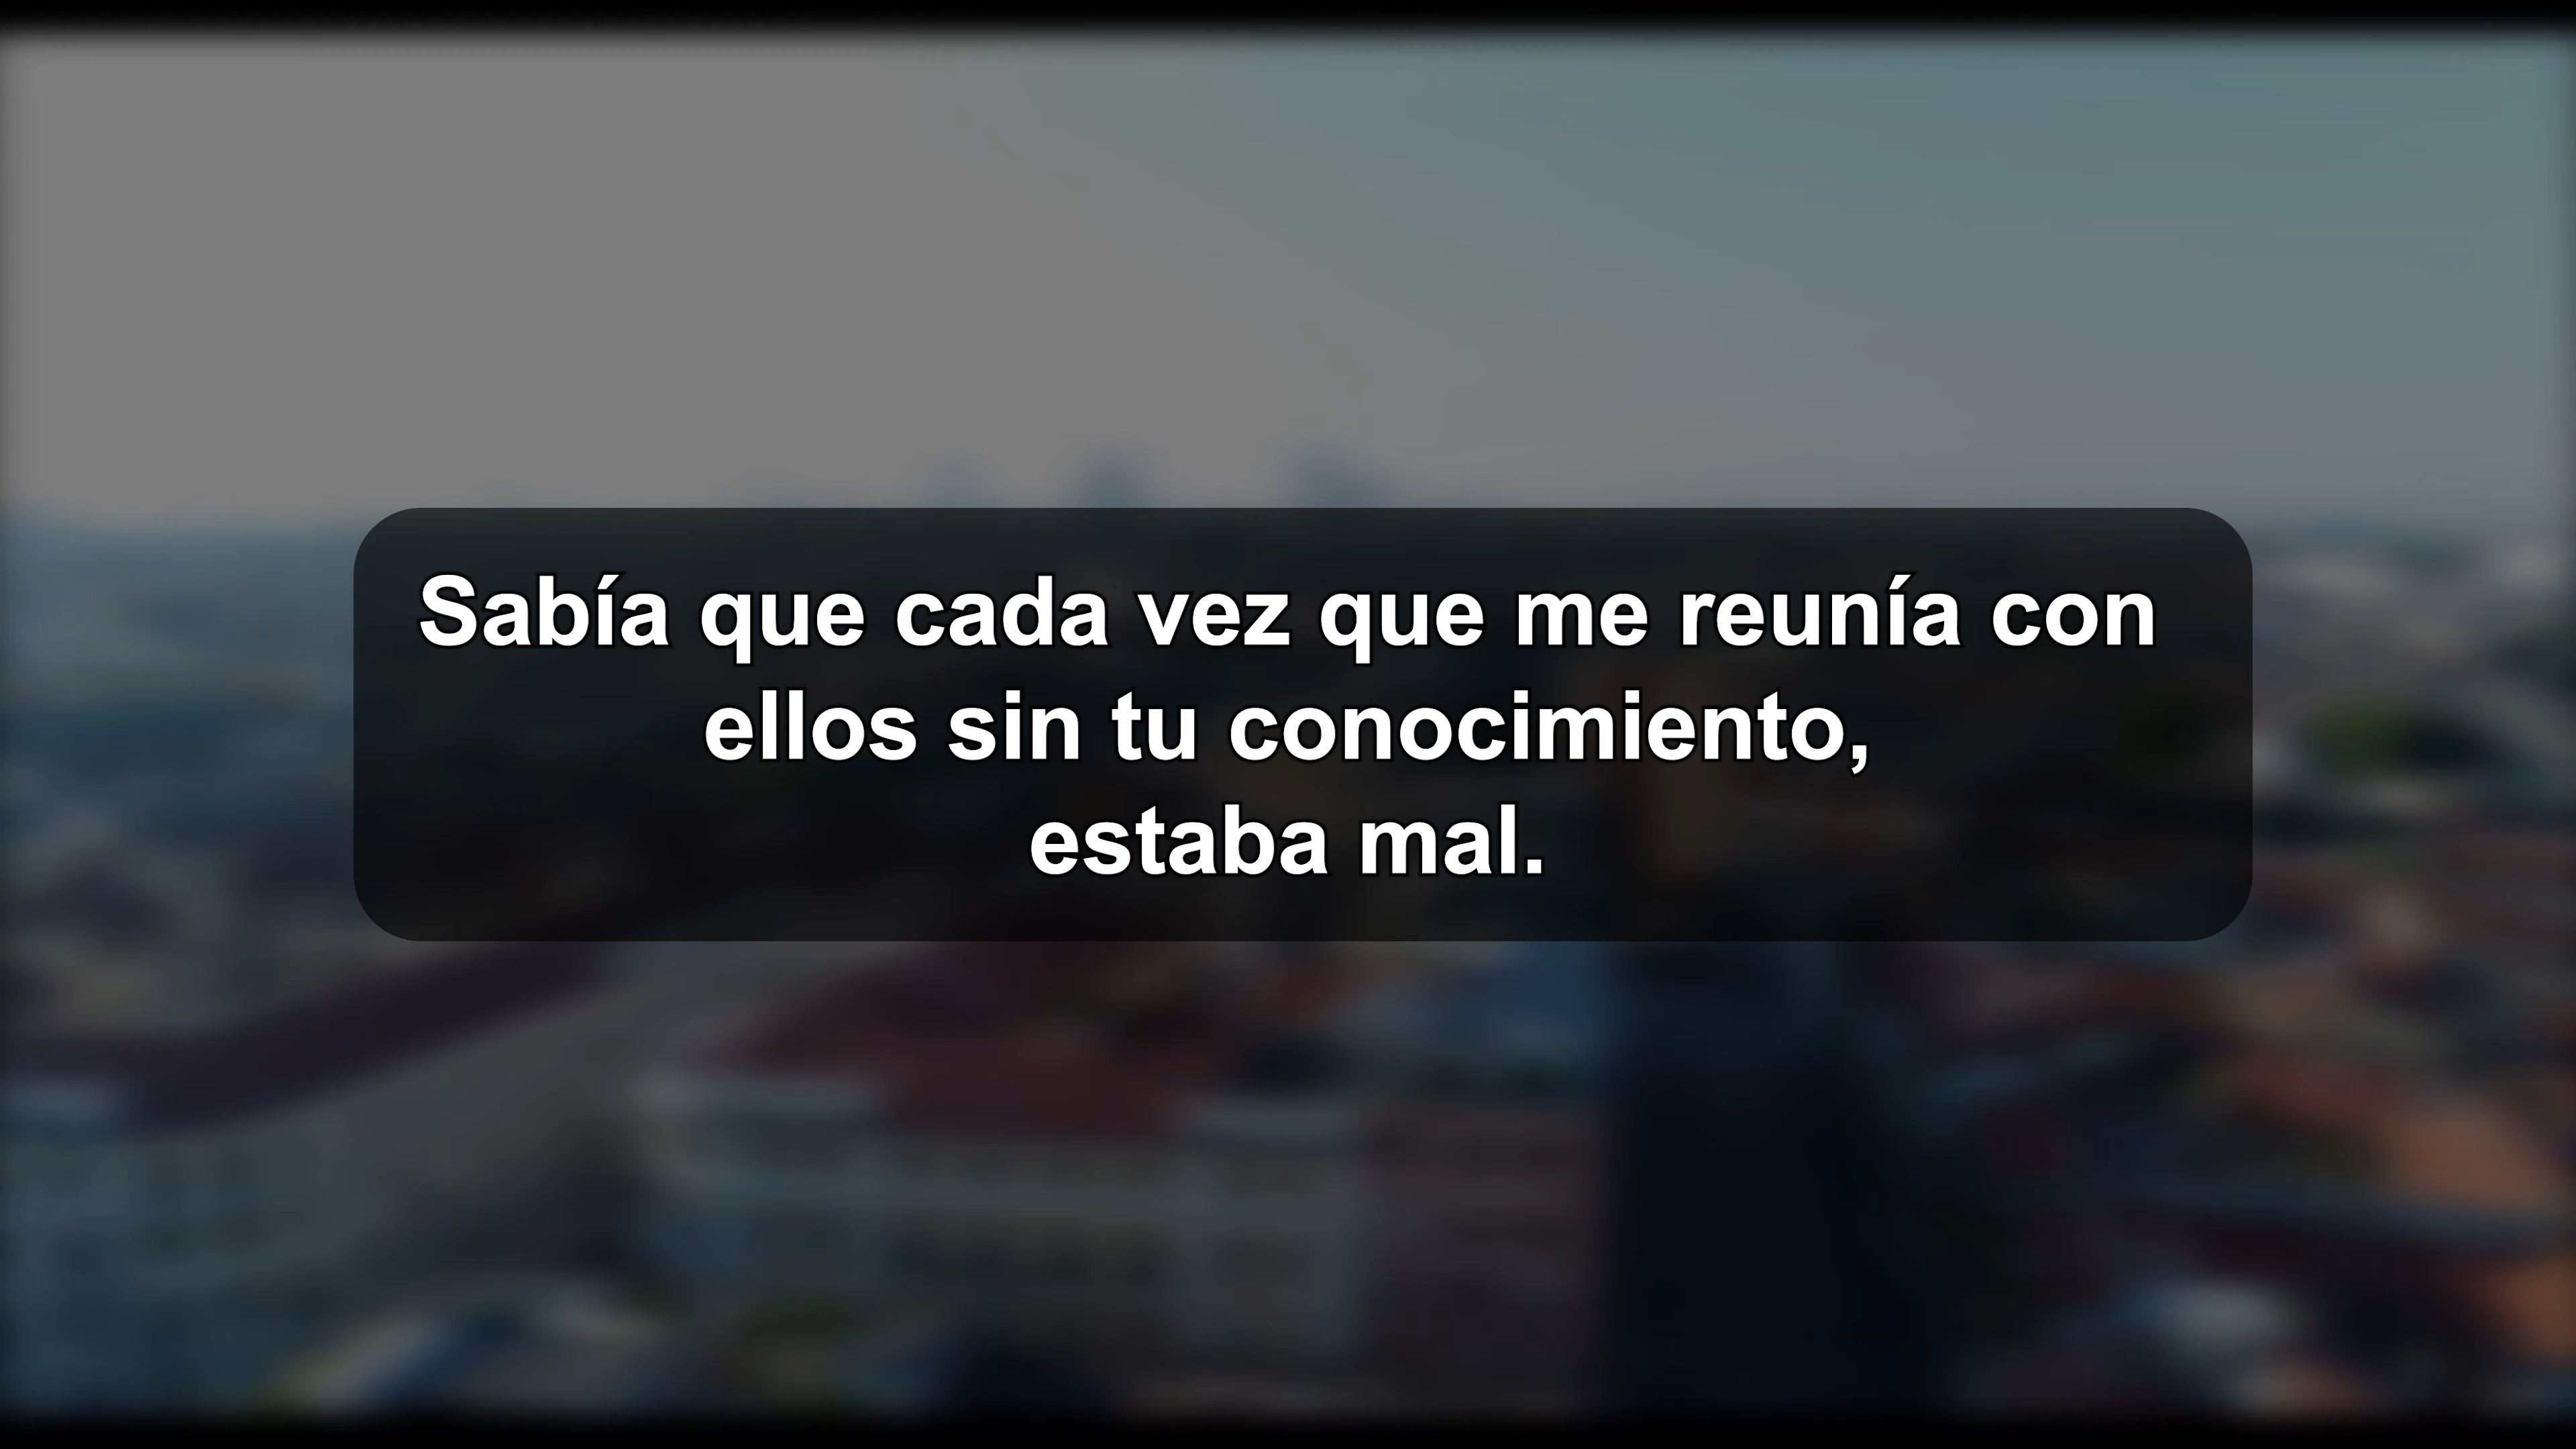 Sabía que cada vez que me reunía con
ellos sin tu conocimiento,
estaba mal.